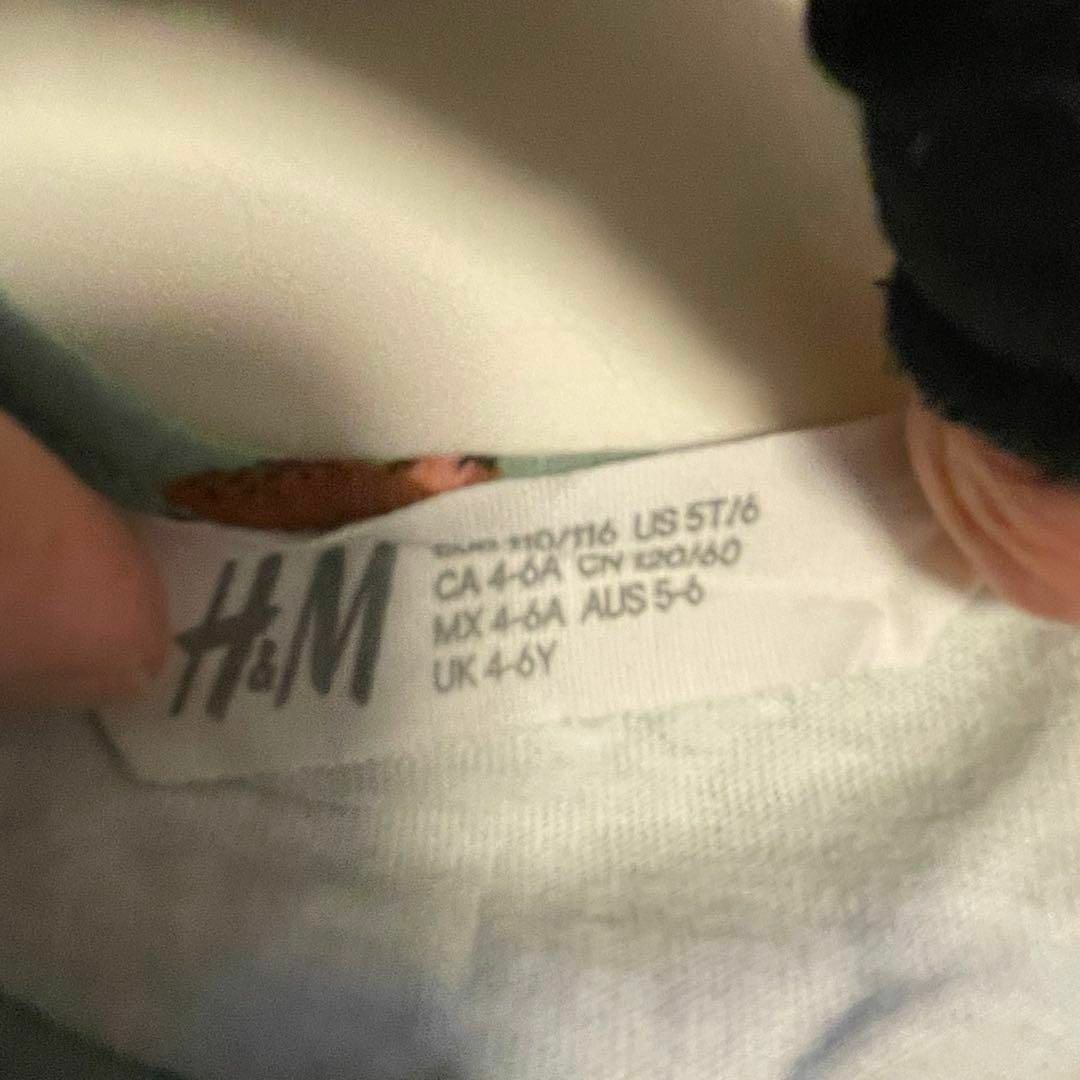 H&M
110/116 US 5T/6
CA 4-6A CN 120/60
MX 4-6A AUS 5-6
UK 4-6Y